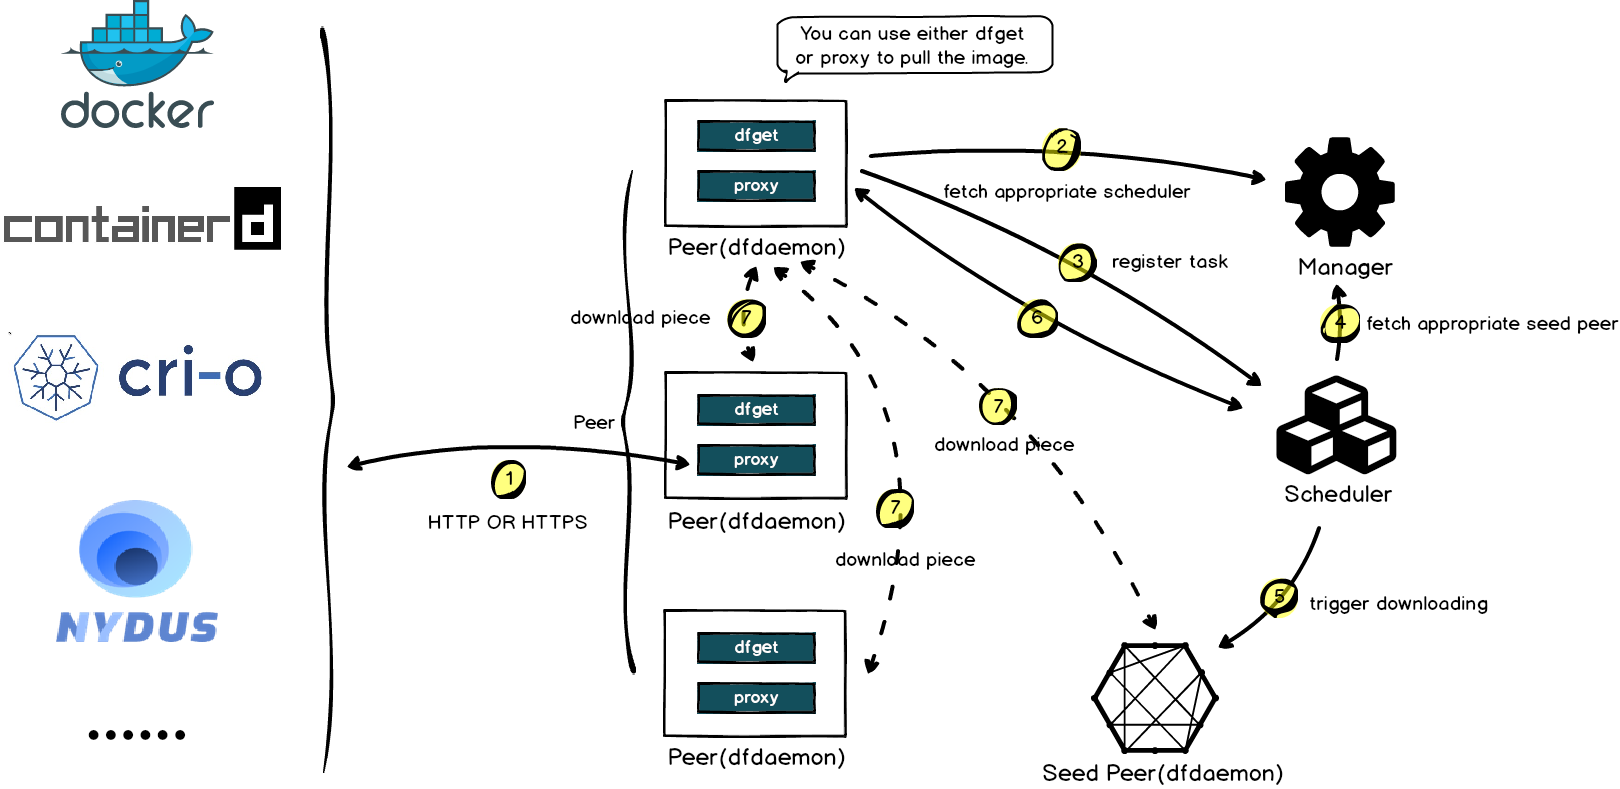 docker
containerd
cri-o
NYDUS
......
You can use either dfget
or proxy to pull the image.
dfget
proxy
Peer(dfdaemon)
2
fetch appropriate scheduler
3
register task
6
Manager
4
fetch appropriate seed peer
download piece
7
Peer
dfget
proxy
Peer(dfdaemon)
1
HTTP OR HTTPS
7
download piece
7
download piece
Scheduler
5
trigger downloading
dfget
proxy
Peer(dfdaemon)
Seed Peer(dfdaemon)